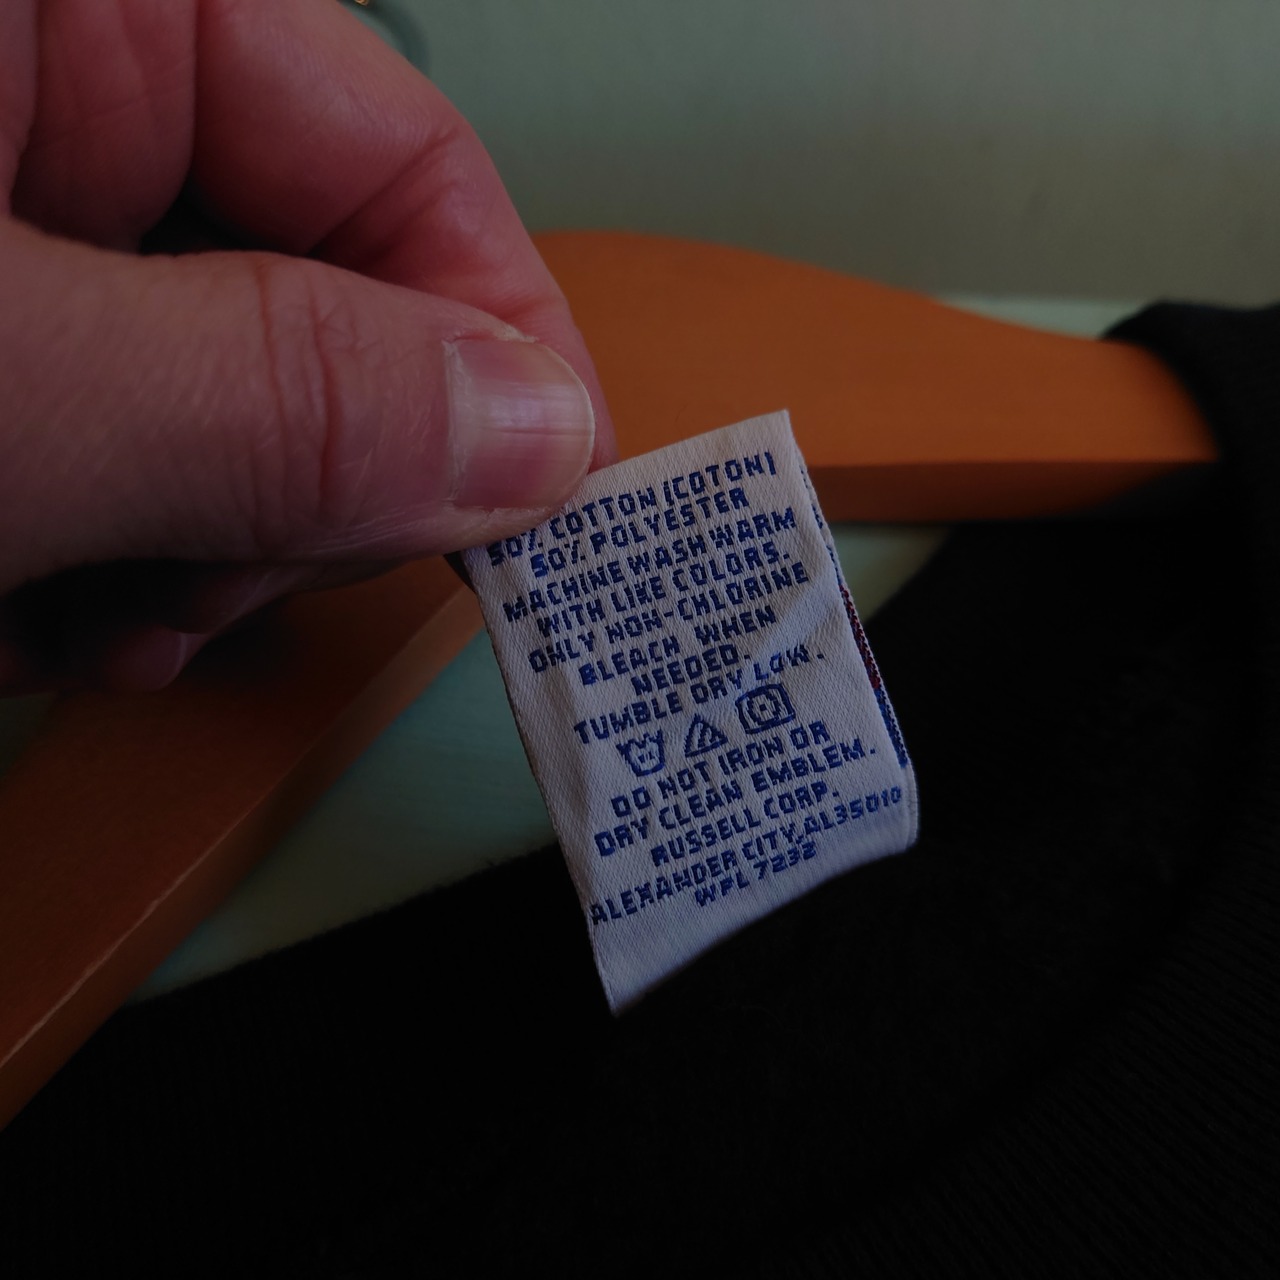 50% COTTON (COTON)
50% POLYESTER
MACHINE WASH WARM
WITH LIKE COLORS.
ONLY NON-CHLORINE
BLEACH WHEN
NEEDED.
TUMBLE DRY LOW.
DO NOT IRON OR
DRY CLEAN EMBLEM.
RUSSELL CORP.
ALEXANDER CITY, AL35010
WPL 7232